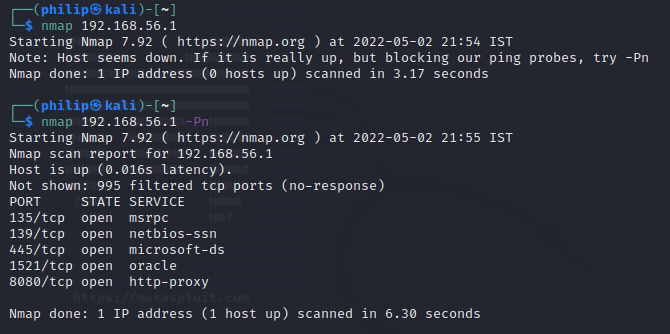 ┌──(philip㉿kali)-[~]
└─$ nmap 192.168.56.1
Starting Nmap 7.92 ( https://nmap.org ) at 2022-05-02 21:54 IST
Note: Host seems down. If it is really up, but blocking our ping probes, try -Pn
Nmap done: 1 IP address (0 hosts up) scanned in 3.17 seconds

┌──(philip㉿kali)-[~]
└─$ nmap 192.168.56.1 -Pn
Starting Nmap 7.92 ( https://nmap.org ) at 2022-05-02 21:55 IST
Nmap scan report for 192.168.56.1
Host is up (0.016s latency).
Not shown: 995 filtered tcp ports (no-response)
PORT     STATE SERVICE
135/tcp  open  msrpc
139/tcp  open  netbios-ssn
445/tcp  open  microsoft-ds
1521/tcp open  oracle
8080/tcp open  http-proxy
https://metasploit.com
Nmap done: 1 IP address (1 host up) scanned in 6.30 seconds